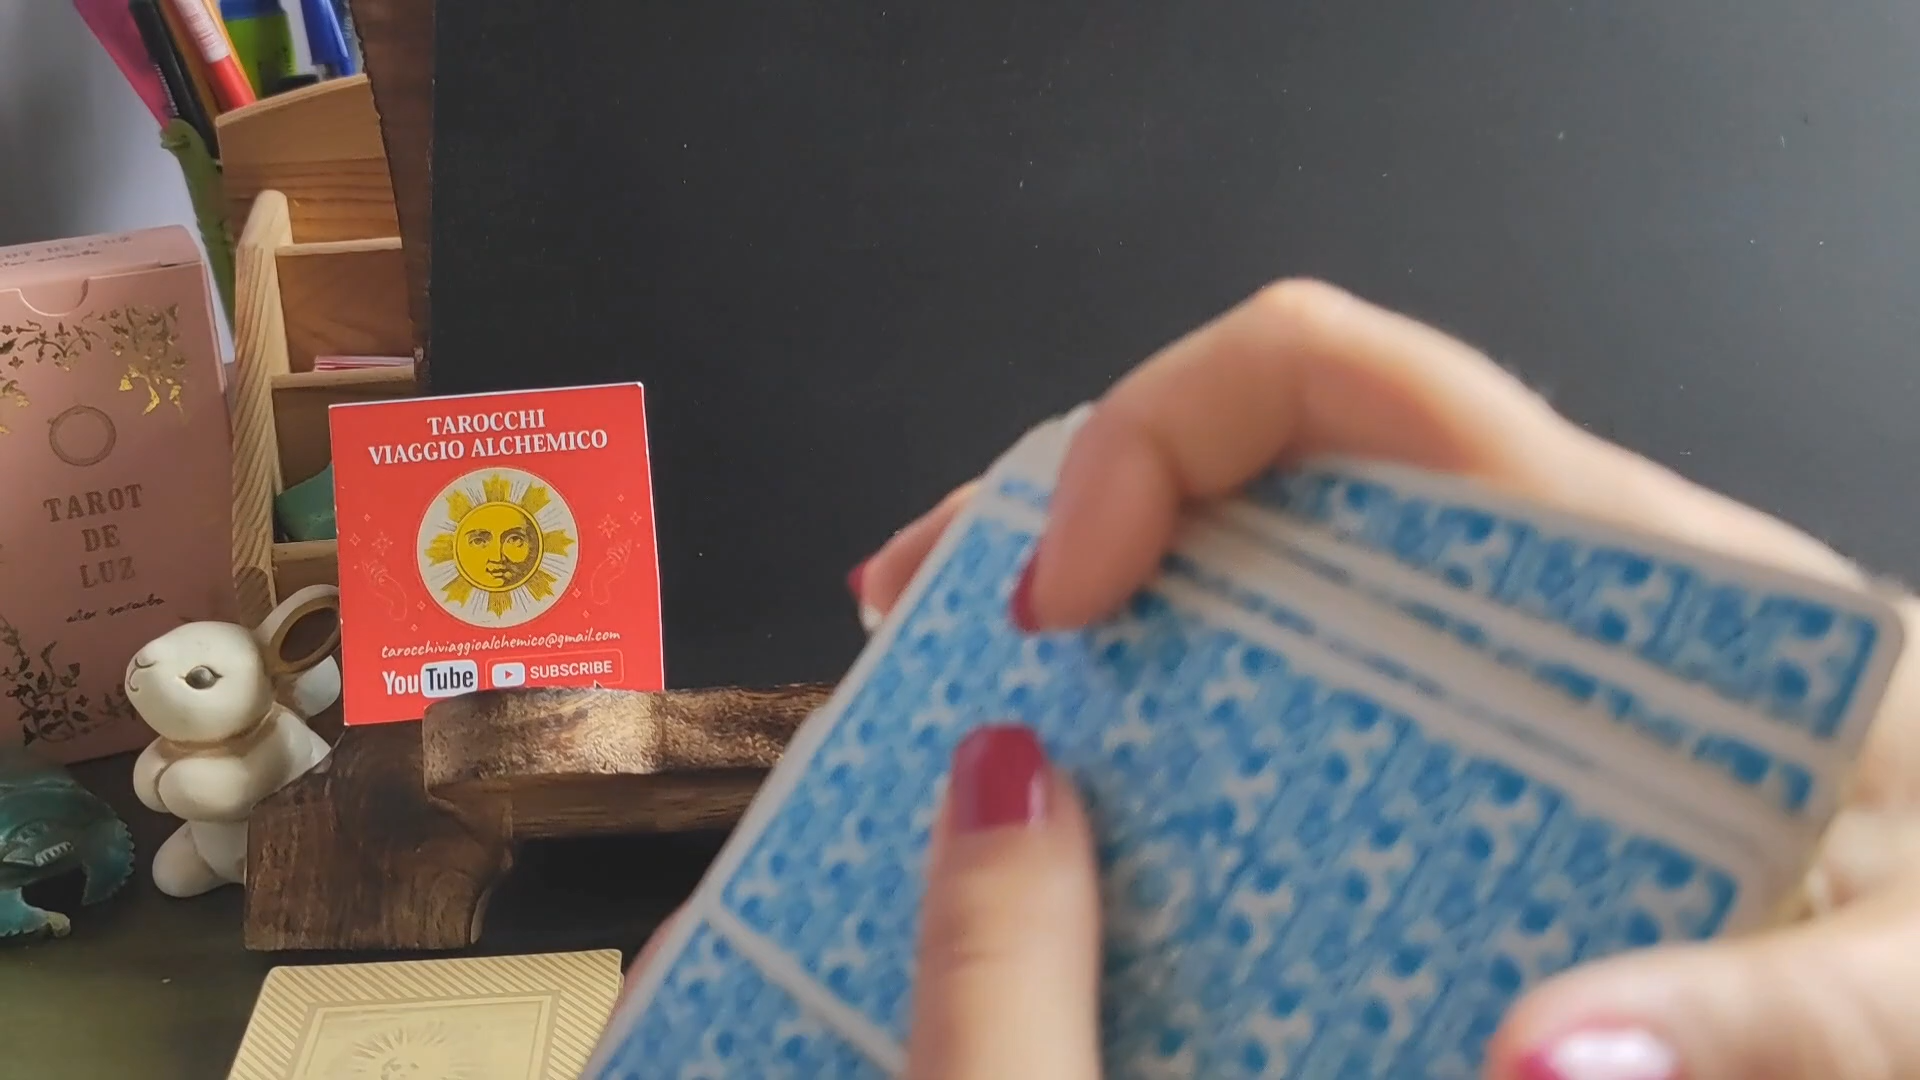 TAROCCHI
VIAGGIO ALCHEMICO
tarocchiviaggioalchemico@gmail.com
YouTube SUBSCRIBE
TAROT
DE
LUZ